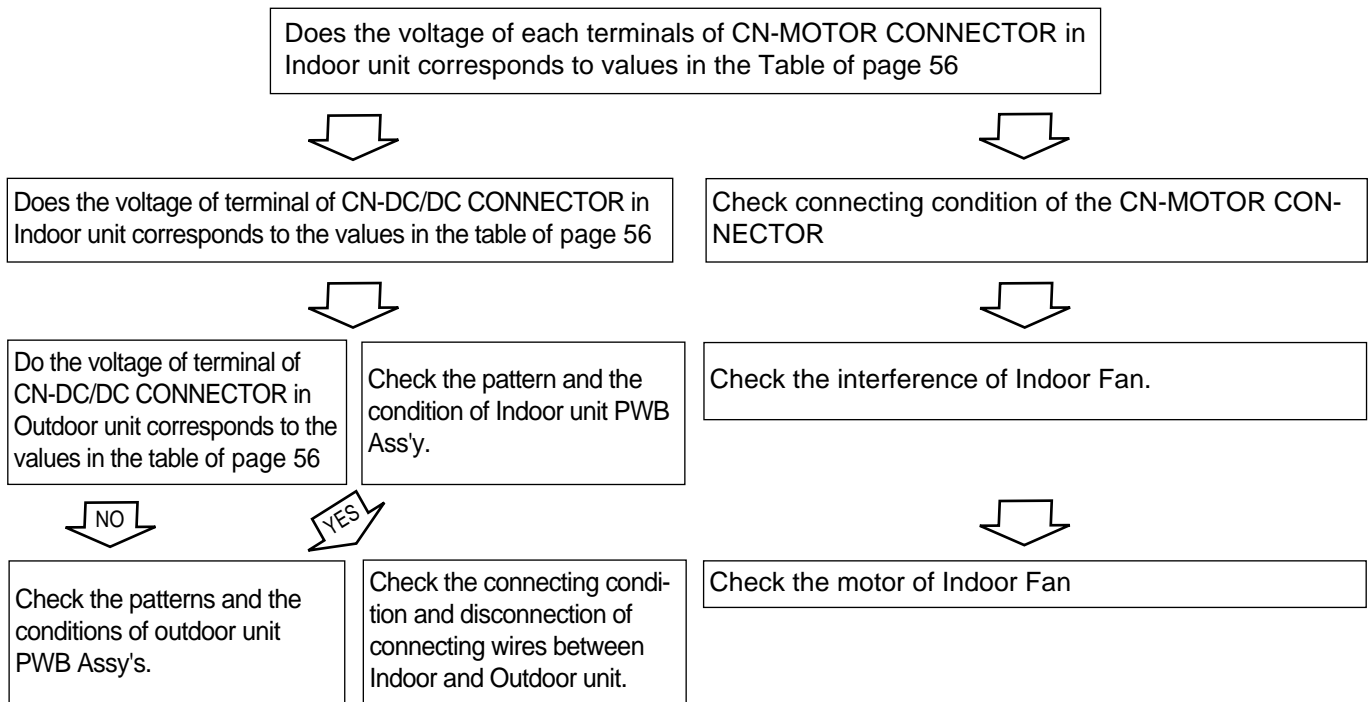 Does the voltage of each terminals of CN-MOTOR CONNECTOR in
Indoor unit corresponds to values in the Table of page 56
Does the voltage of terminal of CN-DC/DC CONNECTOR in
Indoor unit corresponds to the values in the table of page 56
Check connecting condition of the CN-MOTOR CON-
NECTOR
Do the voltage of terminal of
CN-DC/DC CONNECTOR in
Outdoor unit corresponds to the
values in the table of page 56
Check the pattern and the
condition of Indoor unit PWB
Ass'y.
Check the interference of Indoor Fan.
NO
YES
Check the patterns and the
conditions of outdoor unit
PWB Assy's.
Check the connecting condi-
tion and disconnection of
connecting wires between
Indoor and Outdoor unit.
Check the motor of Indoor Fan